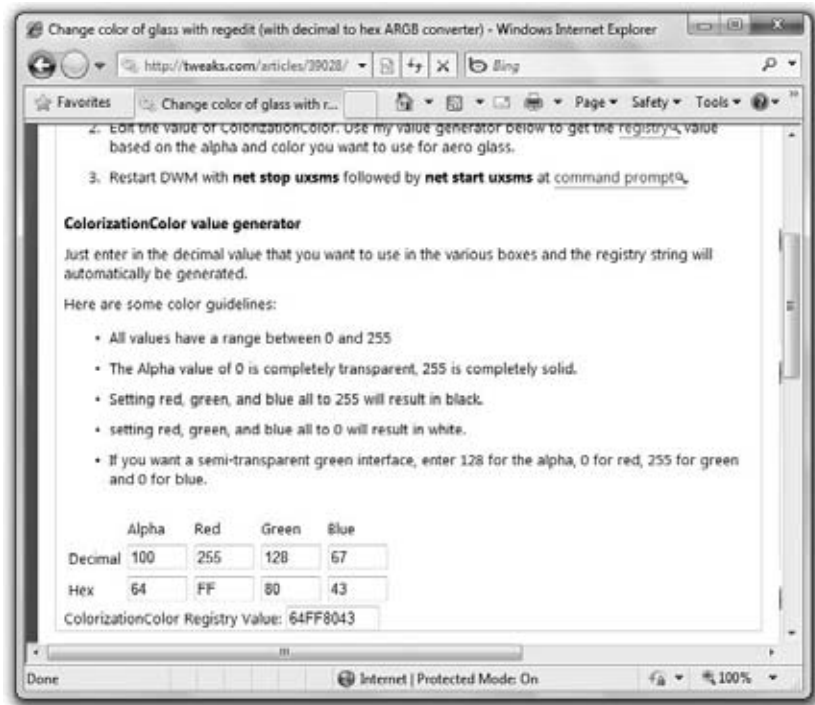 Change color of glass with regedit (with decimal to hex ARGB converter) - Windows Internet Explorer
http://tweaks.com/articles/39028/
Bing
Favorites
Change color of glass with r...
Page
Safety
Tools
2. Edit the value of ColorizationColor. Use my value generator below to get the registry value
based on the alpha and color you want to use for aero glass.
3. Restart DWM with net stop uxsms followed by net start uxsms at command prompt.
ColorizationColor value generator
Just enter in the decimal value that you want to use in the various boxes and the registry string will
automatically be generated.
Here are some color guidelines:
• All values have a range between 0 and 255
• The Alpha value of 0 is completely transparent, 255 is completely solid.
• Setting red, green, and blue all to 255 will result in black.
• setting red, green, and blue all to 0 will result in white.
• If you want a semi-transparent green interface, enter 128 for the alpha, 0 for red, 255 for green
and 0 for blue.
Alpha Red Green Blue
Decimal 100 255 128 67
Hex 64 FF 80 43
ColorizationColor Registry Value: 64FF8043
Done
Internet | Protected Mode: On
100%